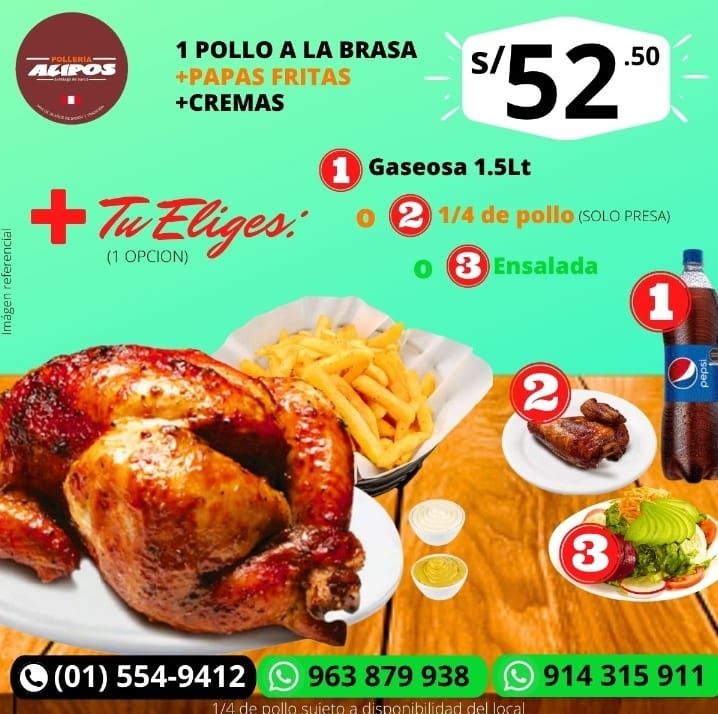 POLLERIA
ALIPOS
1 POLLO A LA BRASA
+PAPAS FRITAS
+CREMAS
s/52.50
+ Tu Eliges:
(1 OPCION)
1 Gaseosa 1.5Lt
o 2 1/4 de pollo (SOLO PRESA)
o 3 Ensalada
Imágen referencial
1
pepsi
2
3
(01) 554-9412
963 879 938
914 315 911
1/4 de pollo sujeto a disponibilidad del local